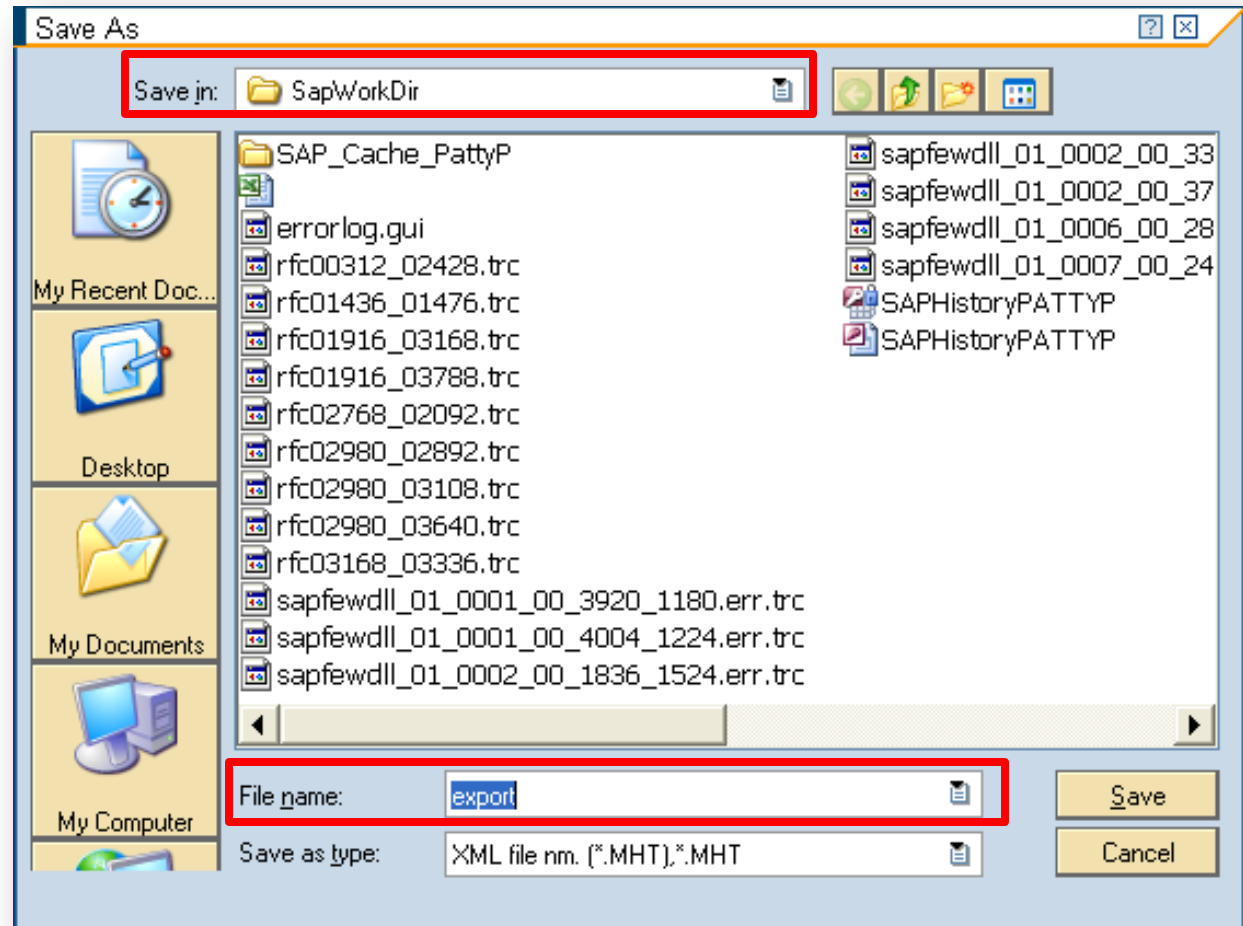 Save As
Save in:
SapWorkDir
My Recent Doc...
Desktop
My Documents
My Computer
SAP_Cache_PattyP
errorlog.gui
rfc00312_02428.trc
rfc01436_01476.trc
rfc01916_03168.trc
rfc01916_03788.trc
rfc02768_02092.trc
rfc02980_02892.trc
rfc02980_03108.trc
rfc02980_03640.trc
rfc03168_03336.trc
sapfewdll_01_0001_00_3920_1180.err.trc
sapfewdll_01_0001_00_4004_1224.err.trc
sapfewdll_01_0002_00_1836_1524.err.trc
sapfewdll_01_0002_00_33
sapfewdll_01_0002_00_37
sapfewdll_01_0006_00_28
sapfewdll_01_0007_00_24
SAPHistoryPATTYP
SAPHistoryPATTYP
File name:
export
Save
Save as type:
XML file nm. (*.MHT),*.MHT
Cancel